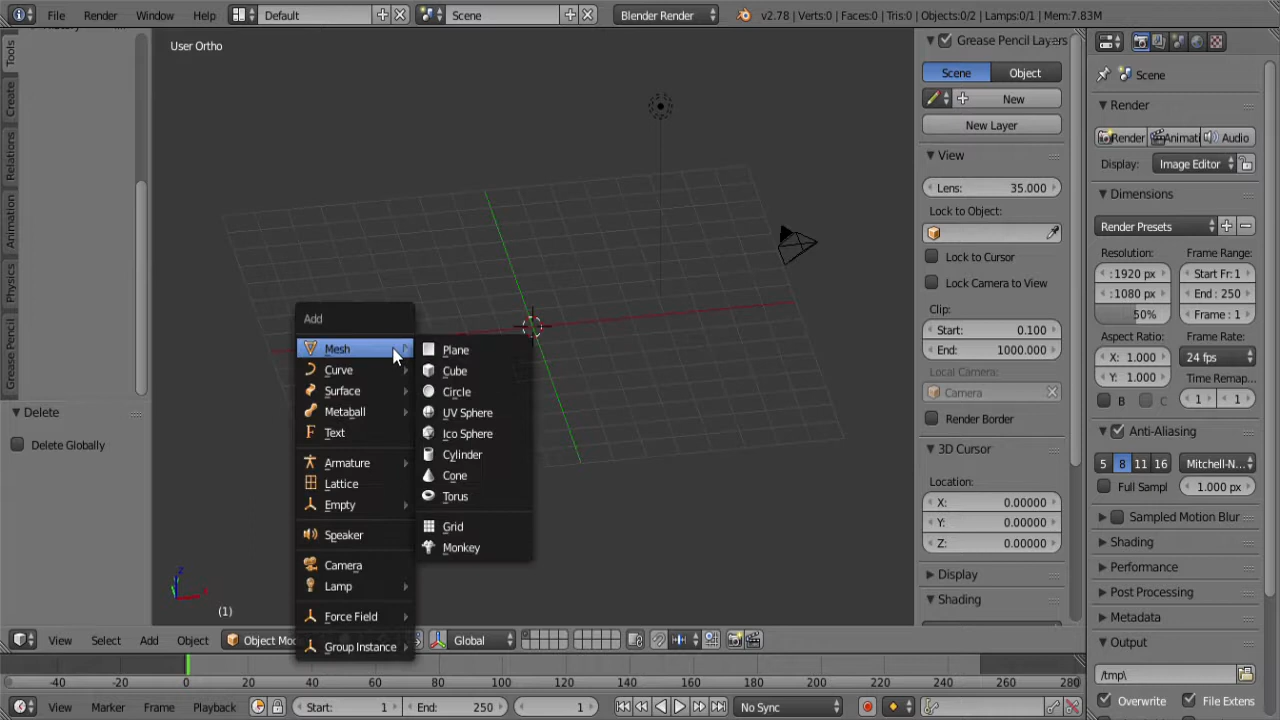 File Render Window Help Default Scene Blender Render v2.78 | Verts:0 | Faces:0 | Tris:0 | Objects:0/2 | Lamps:0/1 | Mem:7.83M
Tools
Create
Relations
Animation
Physics
Grease Pencil
Delete
Delete Globally
User Ortho
Add
Mesh
Curve
Surface
Metaball
Text
Armature
Lattice
Empty
Speaker
Camera
Lamp
Force Field
Group Instance
Plane
Cube
Circle
UV Sphere
Ico Sphere
Cylinder
Cone
Torus
Grid
Monkey
(1)
View Select Add Object Object Mo Global
Grease Pencil Layers
Scene Object
New
New Layer
View
Lens: 35.000
Lock to Object:
Lock to Cursor
Lock Camera to View
Clip:
Start: 0.100
End: 1000.000
Local Camera:
Camera
Render Border
3D Cursor
Location:
X: 0.00000
Y: 0.00000
Z: 0.00000
Display
Shading
Scene
Render
Render Animati Audio
Display: Image Editor
Dimensions
Render Presets
Resolution: Frame Range:
: 1920 px Start Fr: 1
: 1080 px End : 250
50% Frame : 1
Aspect Ratio: Frame Rate:
X: 1.000 24 fps
Y: 1.000 Time Remap...
B C 1 1
Anti-Aliasing
5 8 11 16 Mitchell-N...
Full Sampl 1.000 px
Sampled Motion Blur
Shading
Performance
Post Processing
Metadata
Output
/tmp\
Overwrite File Extens
-40 -20 0 20 40 60 80 100 120 140 160 180 200 220 240 260 280
View Marker Frame Playback Start: 1 End: 250 1 No Sync